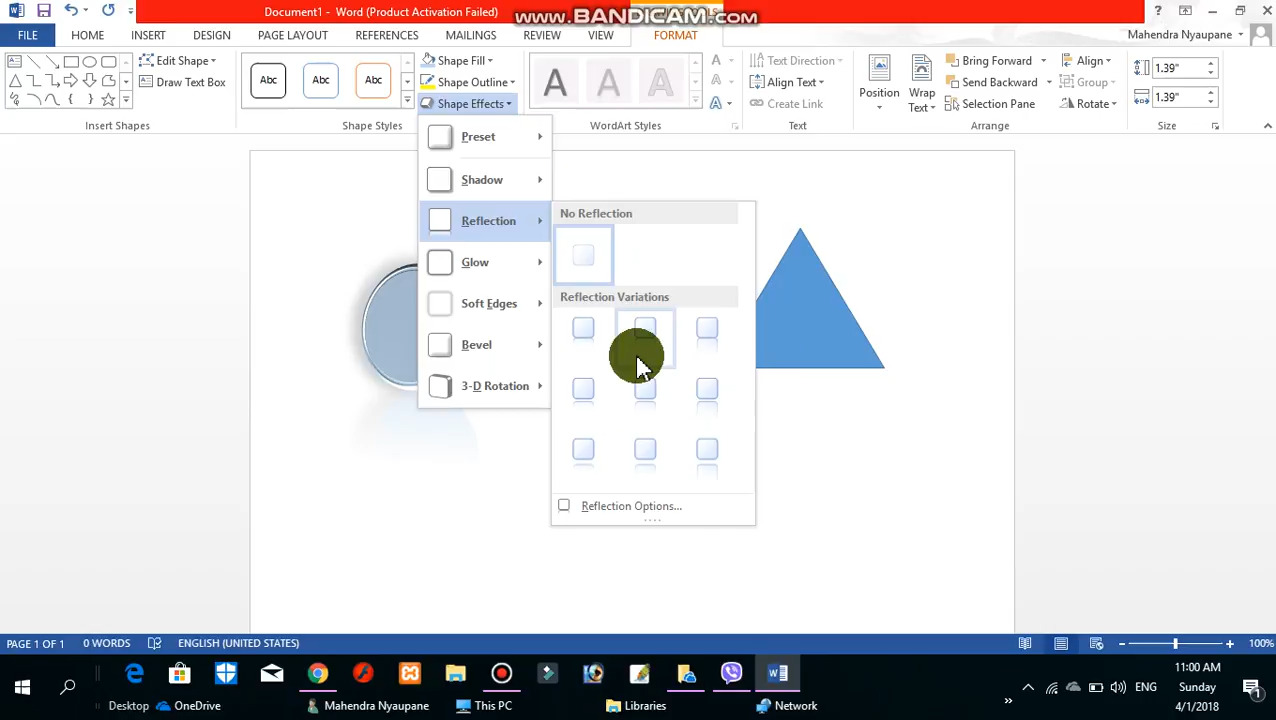 Document1 - Word (Product Activation Failed)
www.BANDICAM.com
?
FILE
HOME
INSERT
DESIGN
PAGE LAYOUT
REFERENCES
MAILINGS
REVIEW
VIEW
FORMAT
Mahendra Nyaupane
Edit Shape
Draw Text Box
Insert Shapes
Abc
Abc
Abc
Shape Styles
Shape Fill
Shape Outline
Shape Effects
A
A
A
WordArt Styles
A
A
A
Text Direction
Align Text
Create Link
Text
Position
Wrap
Text
Bring Forward
Send Backward
Selection Pane
Align
Group
Rotate
Arrange
1.39"
1.39"
Size
Preset
Shadow
Reflection
Glow
Soft Edges
Bevel
3-D Rotation
No Reflection
Reflection Variations
Reflection Options...
PAGE 1 OF 1
0 WORDS
ENGLISH (UNITED STATES)
100%
11:00 AM
ENG
Sunday
4/1/2018
1
Desktop
OneDrive
Mahendra Nyaupane
This PC
Libraries
Network